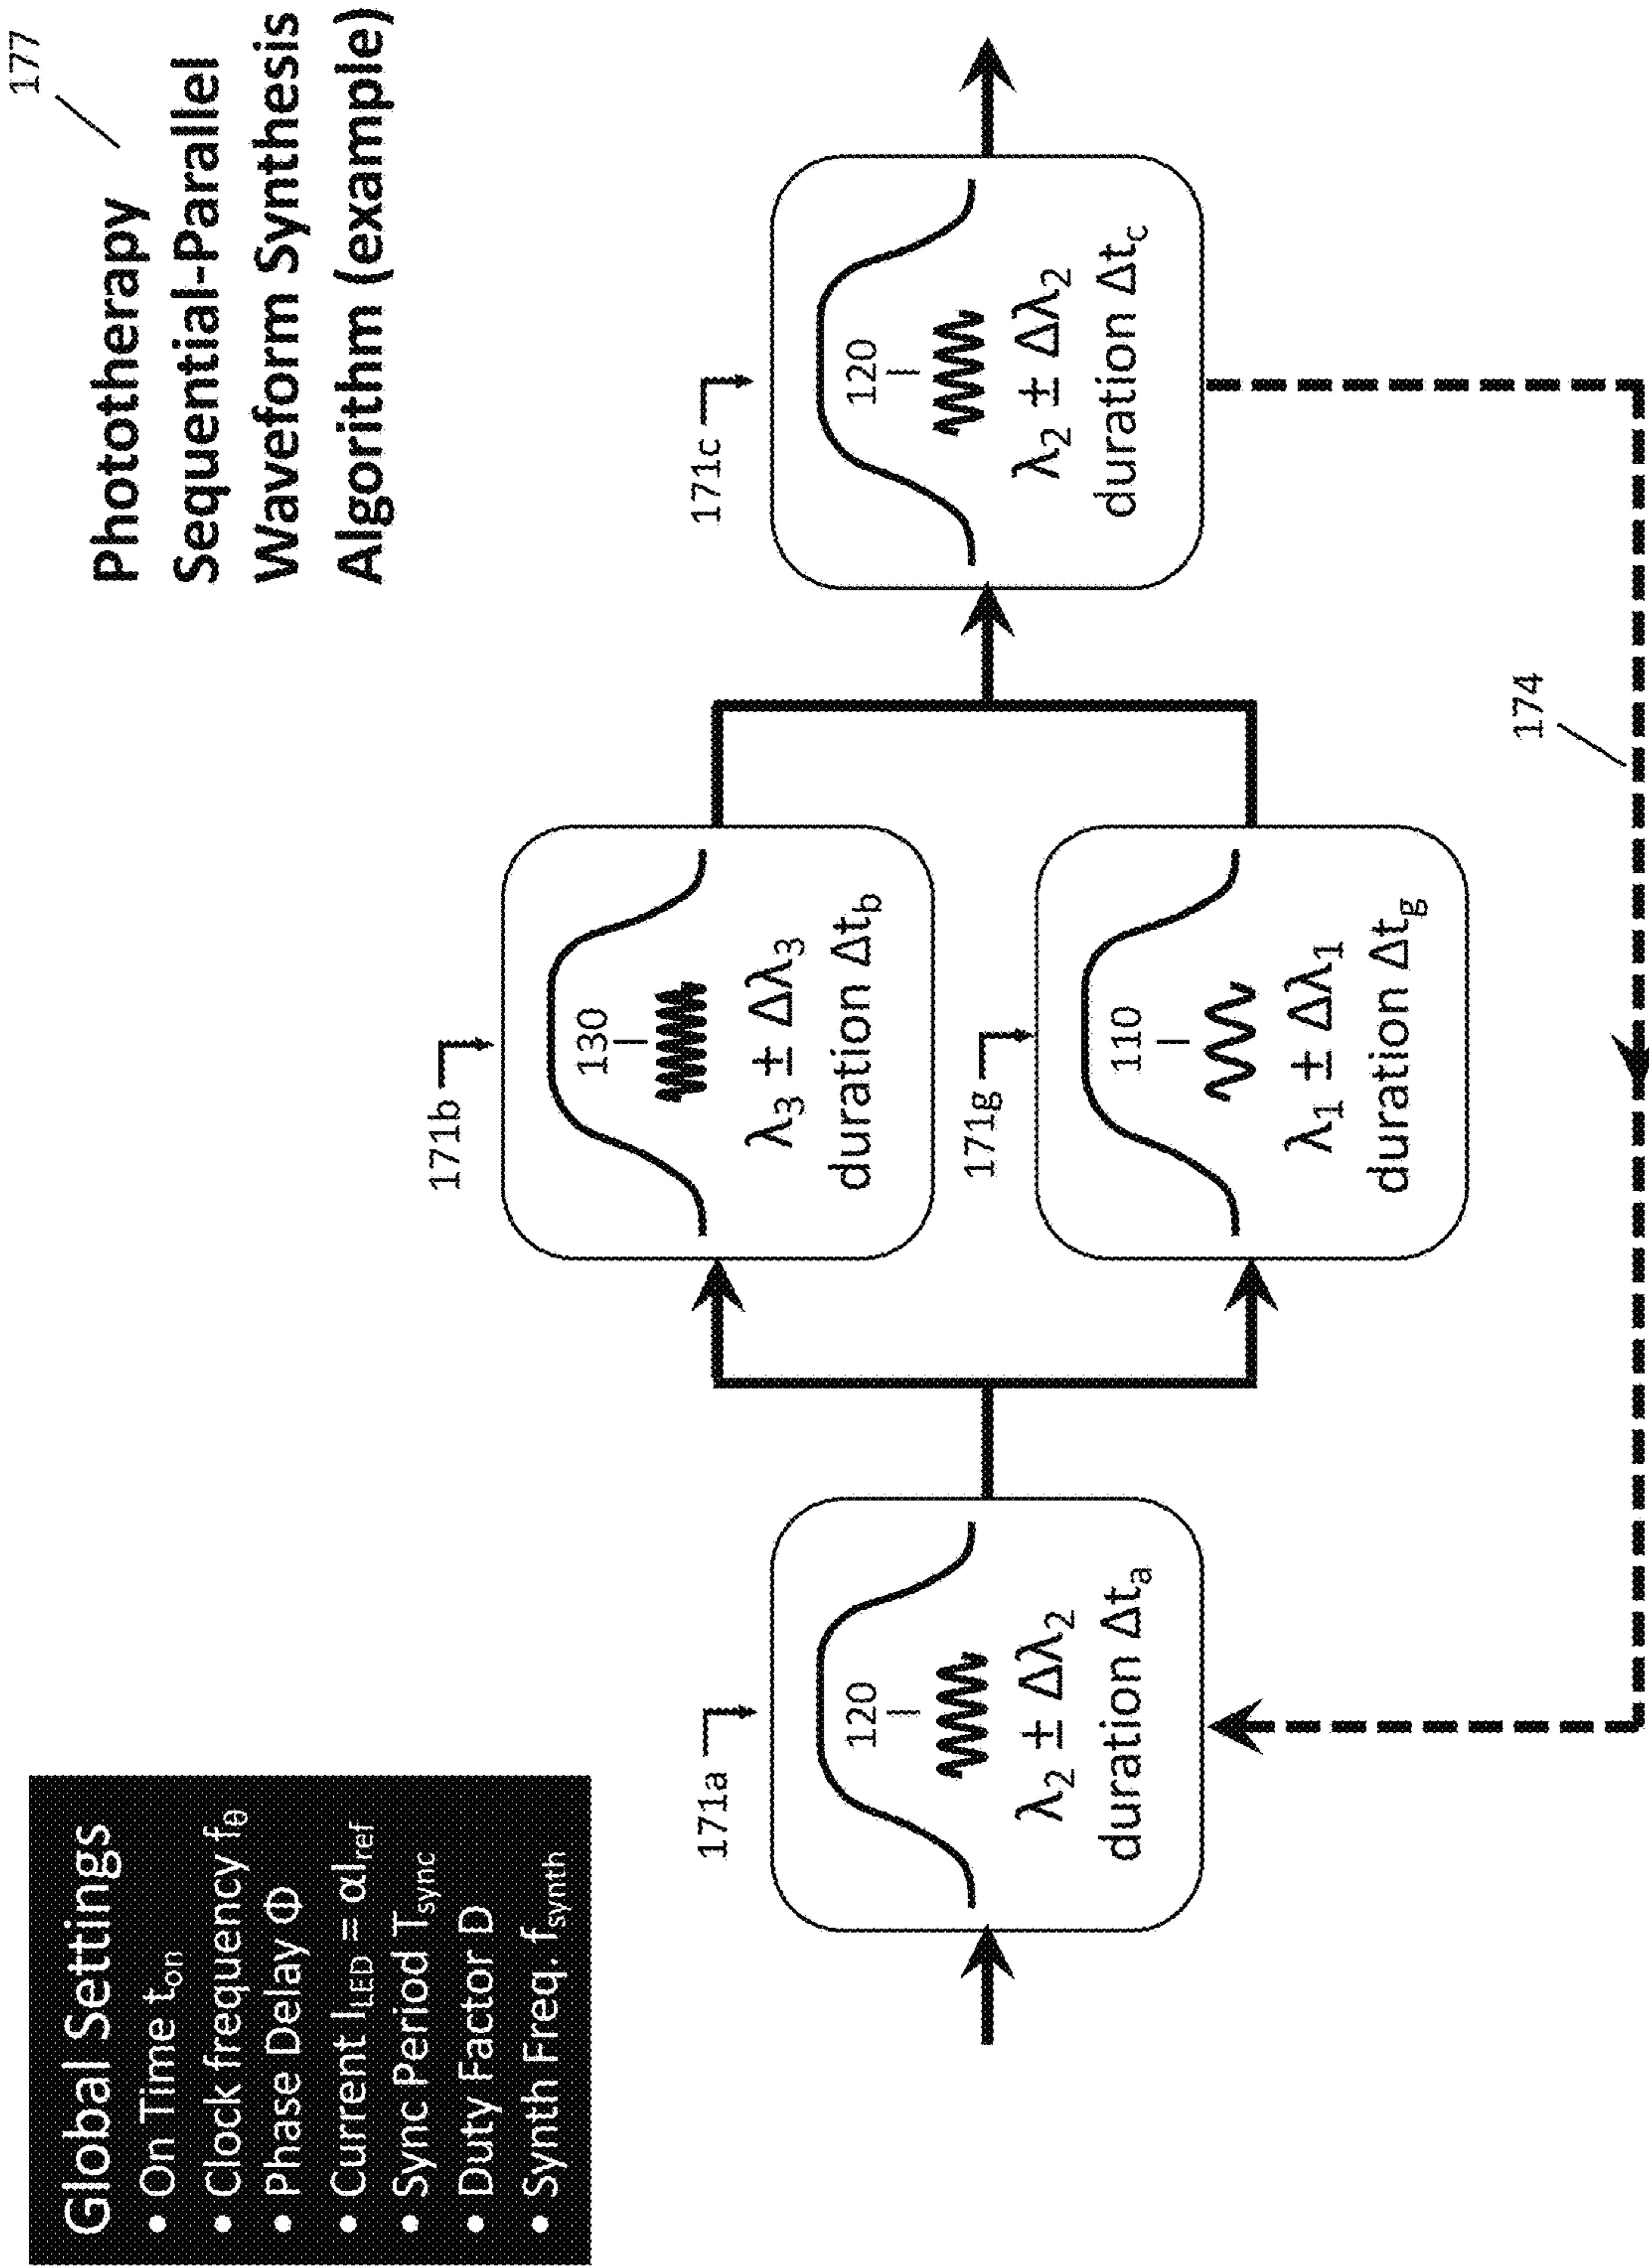 177
Phototherapy
Sequential-Parallel
Waveform Synthesis
Algorithm (example)
Global Settings
• On Time tₒₙ
• Clock frequency f_θ
• Phase Delay Φ
• Current I_LED = αI_ref
• Sync Period T_sync
• Duty Factor D
• Synth Freq. f_synth
171a
120
λ₂ ± Δλ₂
duration Δt_a
171b
130
λ₃ ± Δλ₃
duration Δt_b
171g
110
λ₁ ± Δλ₁
duration Δt_g
171c
120
λ₂ ± Δλ₂
duration Δt_c
174